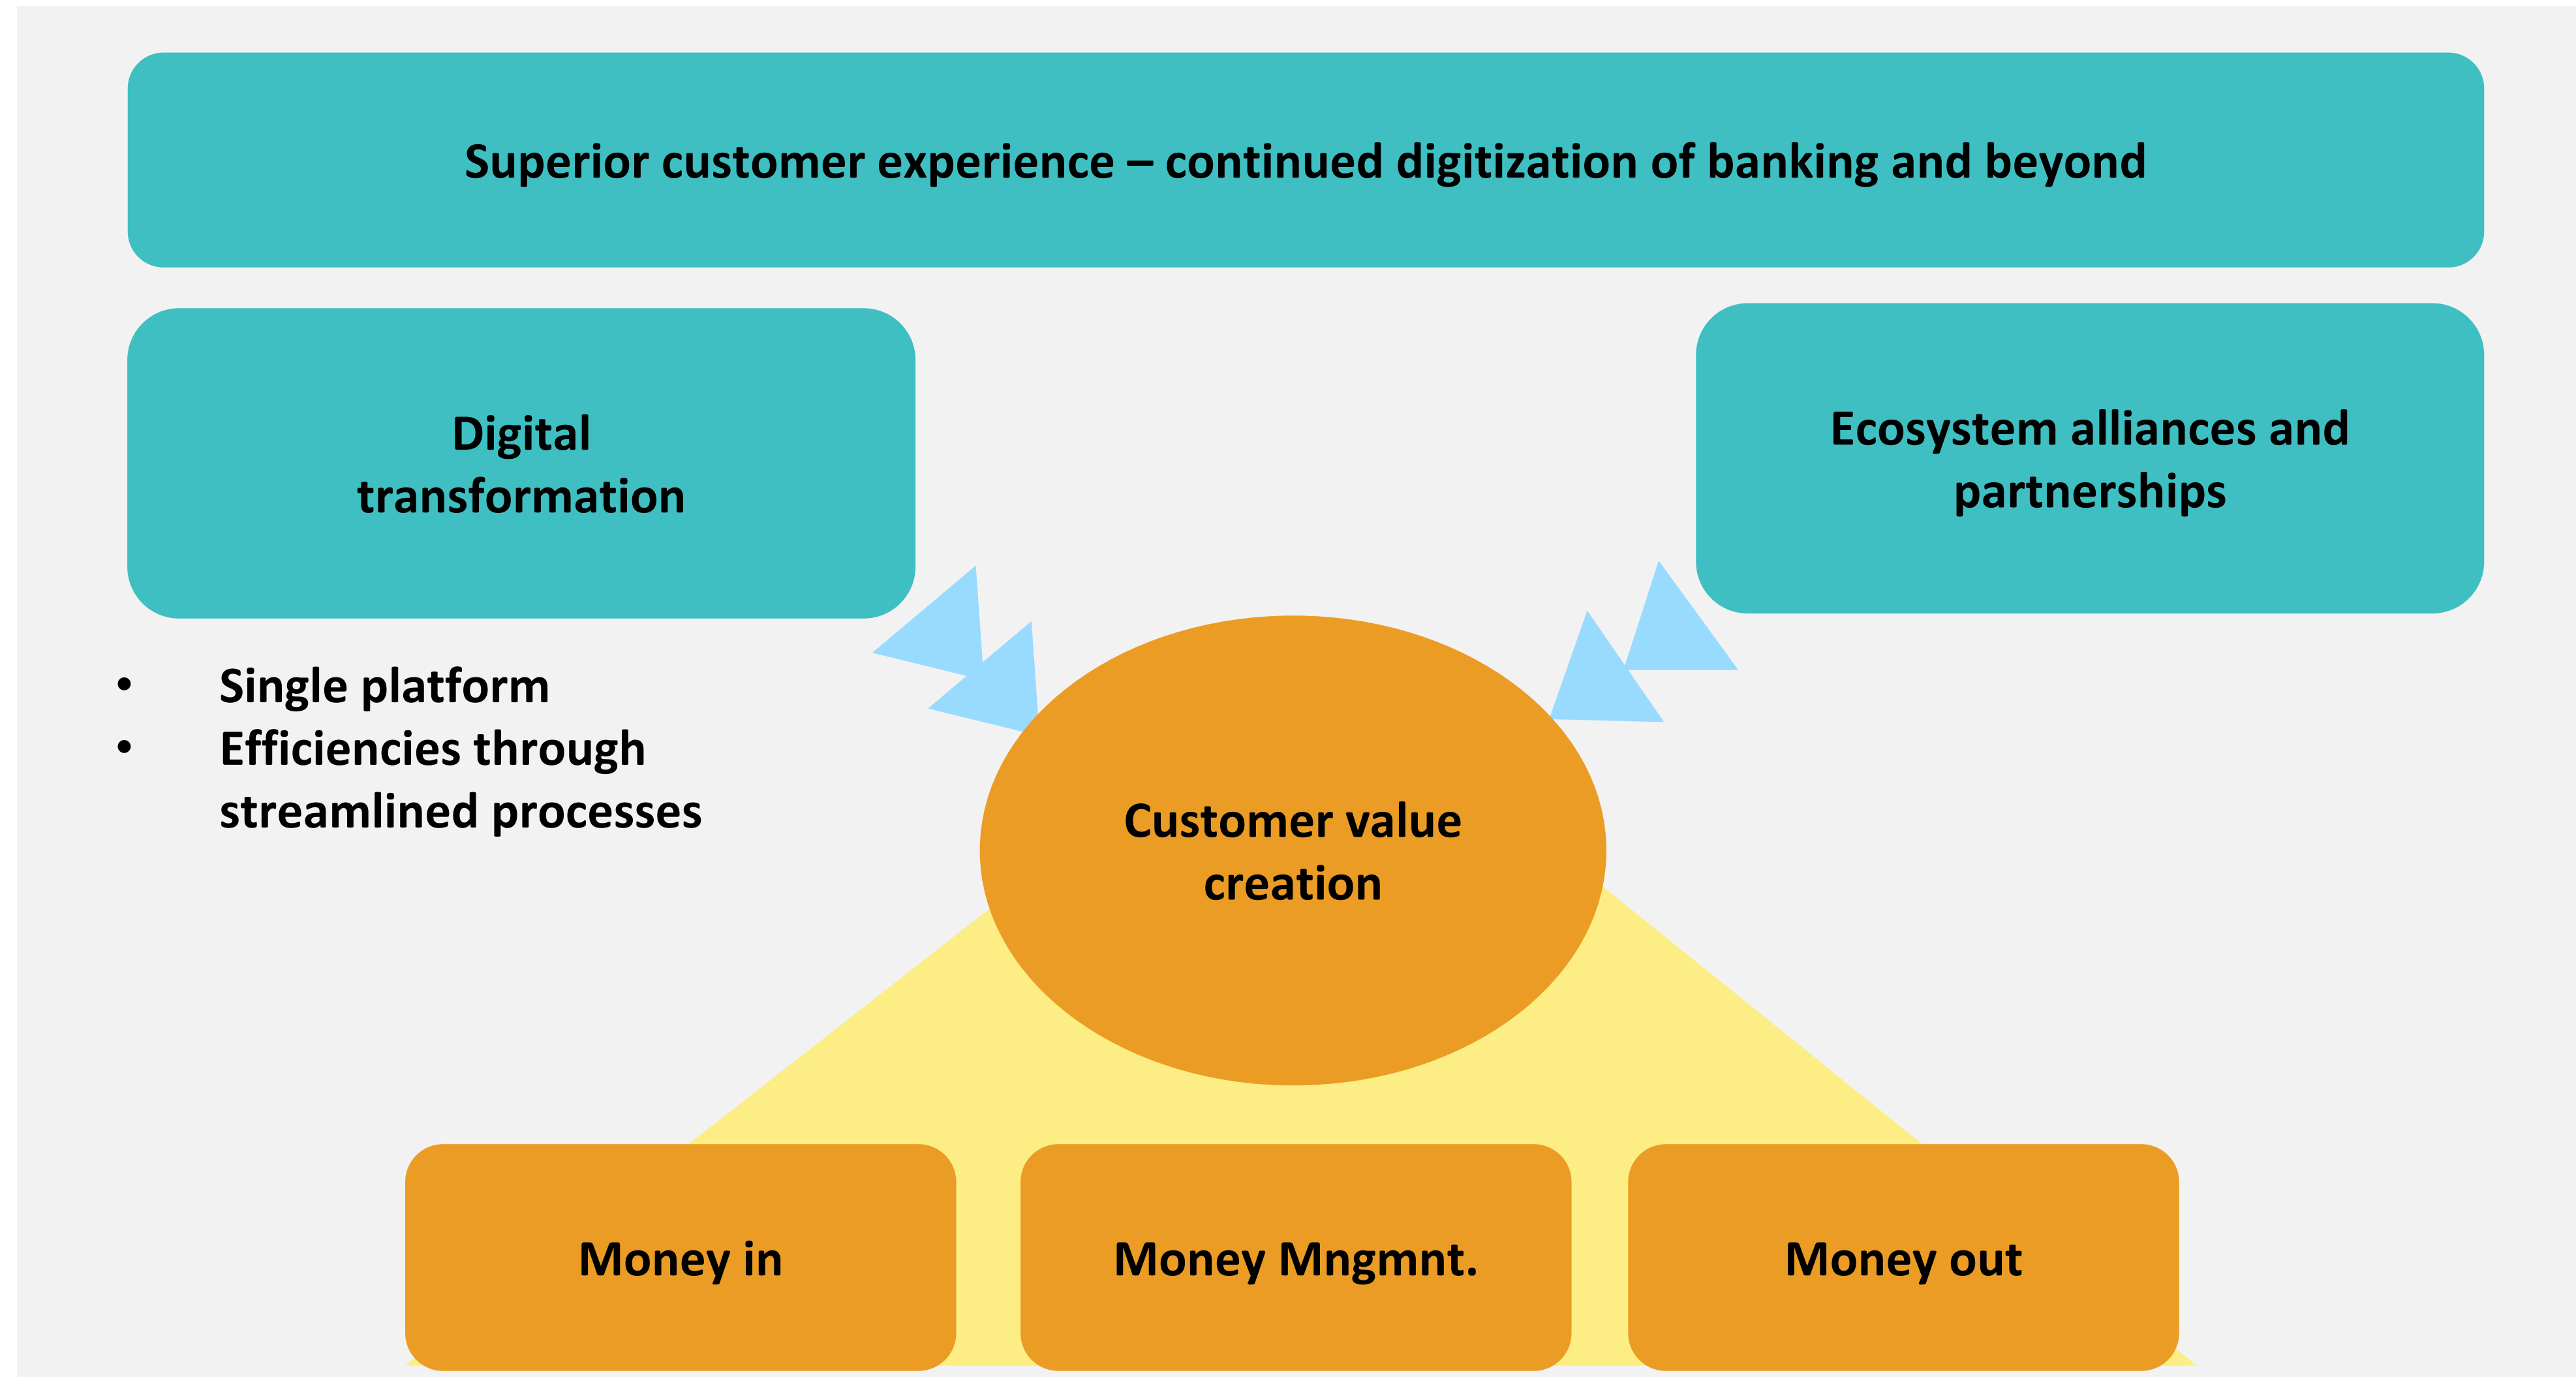 Superior customer experience – continued digitization of banking and beyond
Digital
transformation
Ecosystem alliances and
partnerships
• Single platform
• Efficiencies through
streamlined processes
Customer value
creation
Money in
Money Mngmnt.
Money out